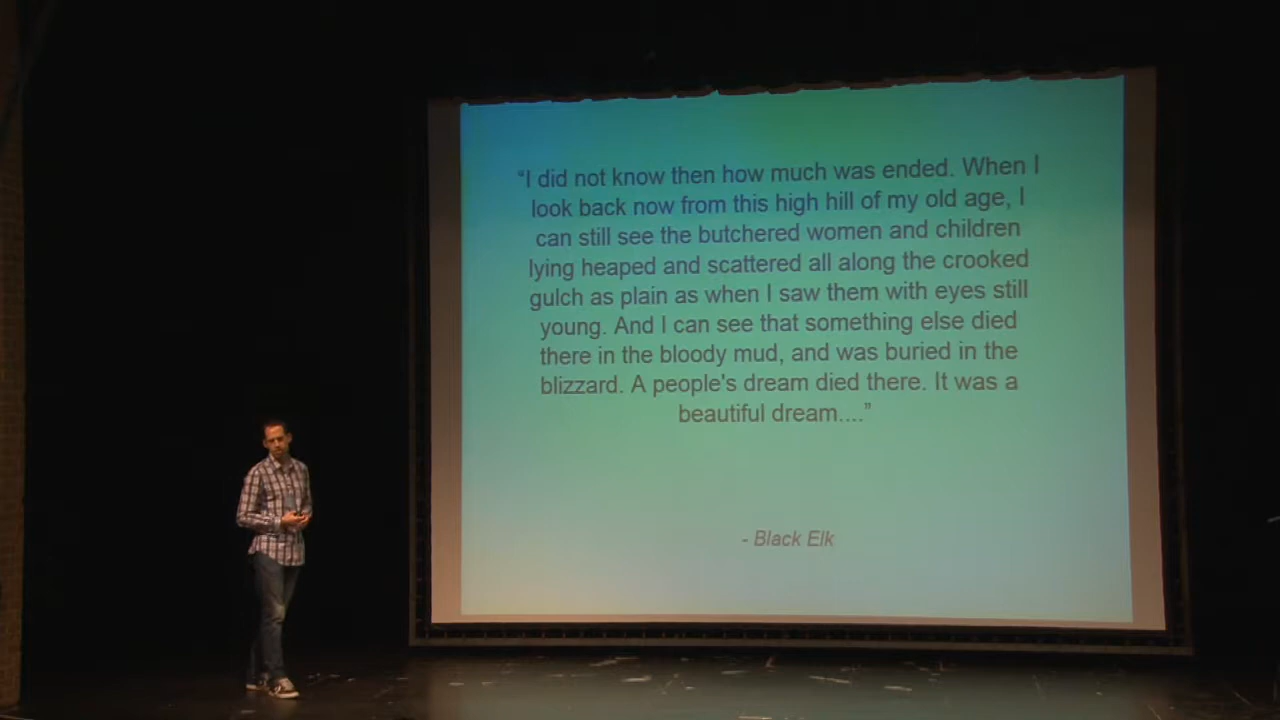 “I did not know then how much was ended. When I
look back now from this high hill of my old age, I
can still see the butchered women and children
lying heaped and scattered all along the crooked
gulch as plain as when I saw them with eyes still
young. And I can see that something else died
there in the bloody mud, and was buried in the
blizzard. A people's dream died there. It was a
beautiful dream....”
- Black Elk